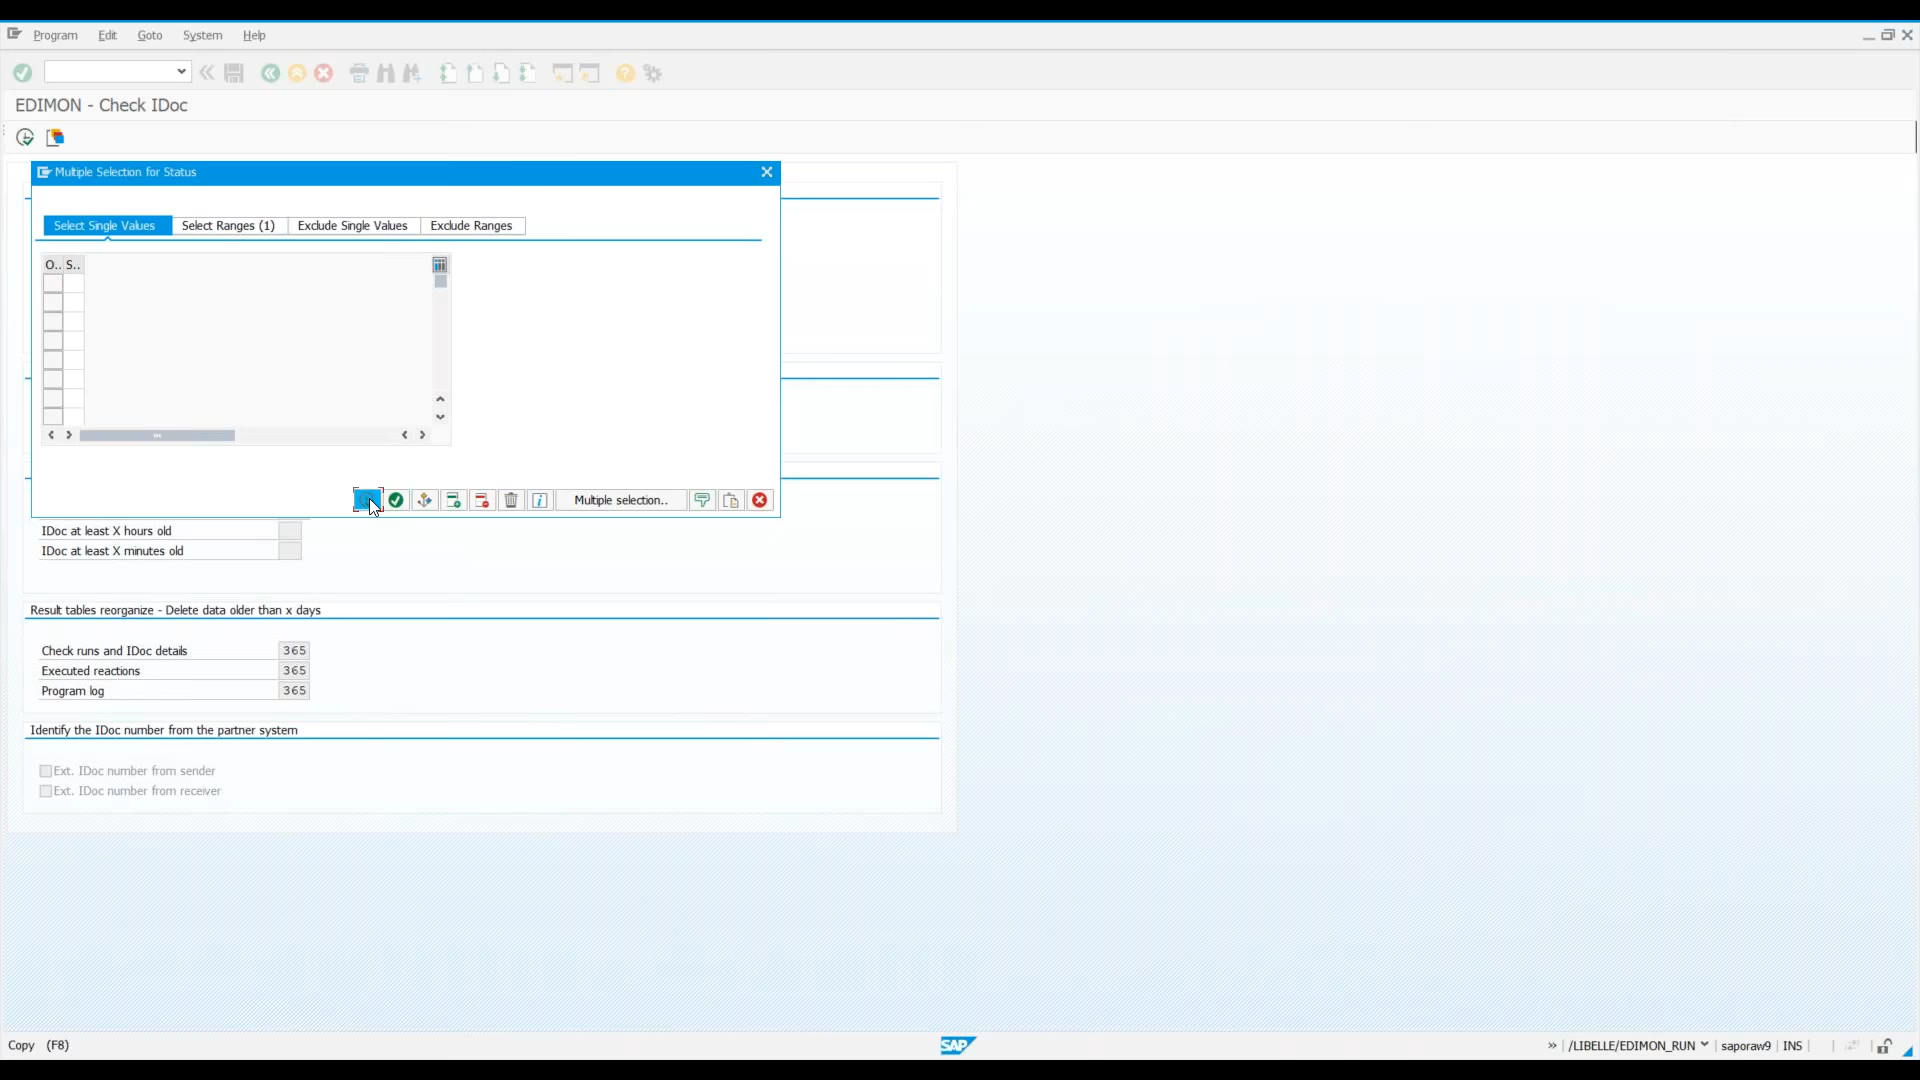 Program Edit Goto System Help
EDIMON - Check IDoc
Multiple Selection for Status
Select Single Values Select Ranges (1) Exclude Single Values Exclude Ranges
O.. S..
Multiple selection..
IDoc at least X hours old
IDoc at least X minutes old
Result tables reorganize - Delete data older than x days
Check runs and IDoc details 365
Executed reactions 365
Program log 365
Identify the IDoc number from the partner system
Ext. IDoc number from sender
Ext. IDoc number from receiver
Copy (F8) SAP » /LIBELLE/EDIMON_RUN saporaw9 INS